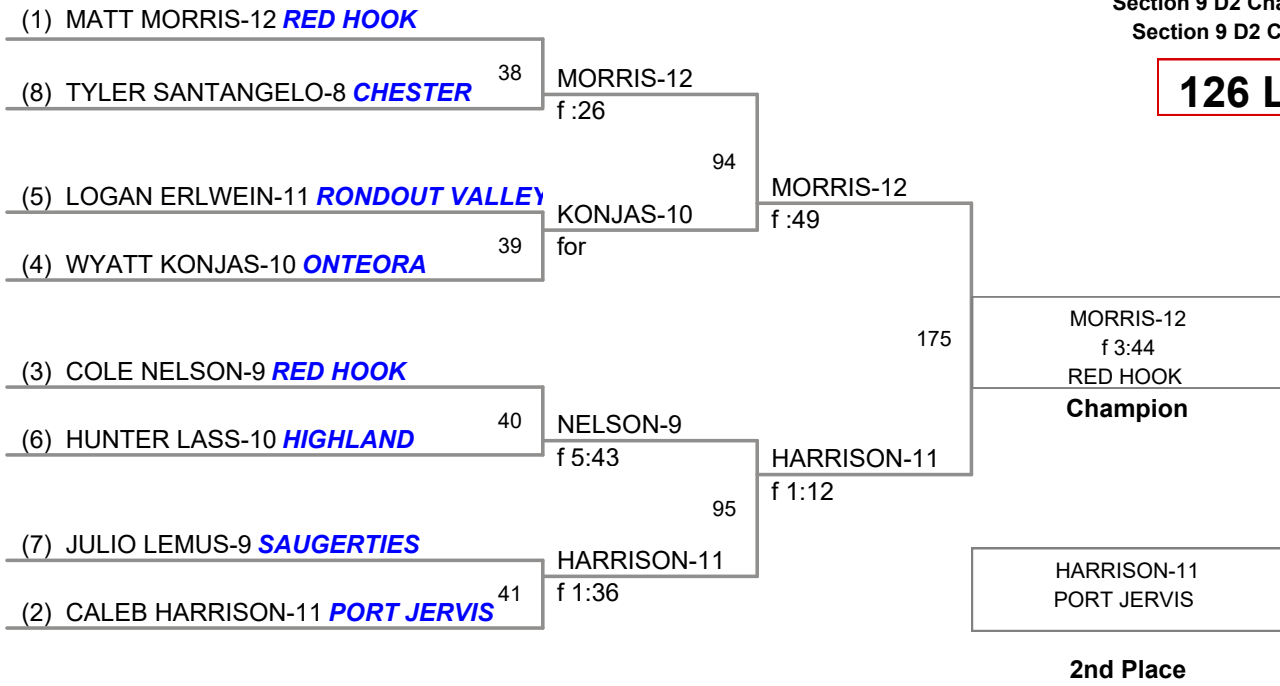 Section 9 D2
Section 9 D2
126
(1) MATT MORRIS-12 RED HOOK
38
(8) TYLER SANTANGELO-8 CHESTER
MORRIS-12
f :26
94
(5) LOGAN ERLWEIN-11 RONDOUT VALLEY
39
(4) WYATT KONJAS-10 ONTEORA
KONJAS-10
for
MORRIS-12
f :49
175
(3) COLE NELSON-9 RED HOOK
40
(6) HUNTER LASS-10 HIGHLAND
NELSON-9
f 5:43
95
(7) JULIO LEMUS-9 SAUGERTIES
41
(2) CALEB HARRISON-11 PORT JERVIS
HARRISON-11
f 1:36
HARRISON-11
f 1:12
MORRIS-12
f 3:44
RED HOOK
Champion
HARRISON-11
PORT JERVIS
2nd Place